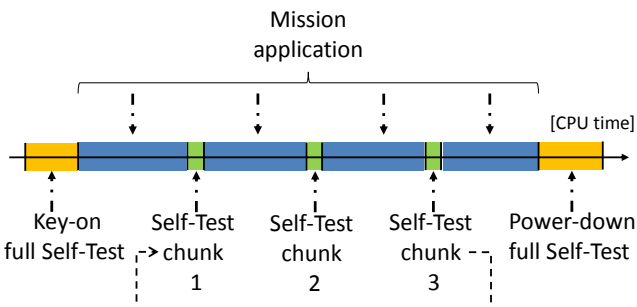 Mission
application
[CPU time]
Key-on
full Self-Test
Self-Test
chunk
1
Self-Test
chunk
2
Self-Test
chunk
3
Power-down
full Self-Test